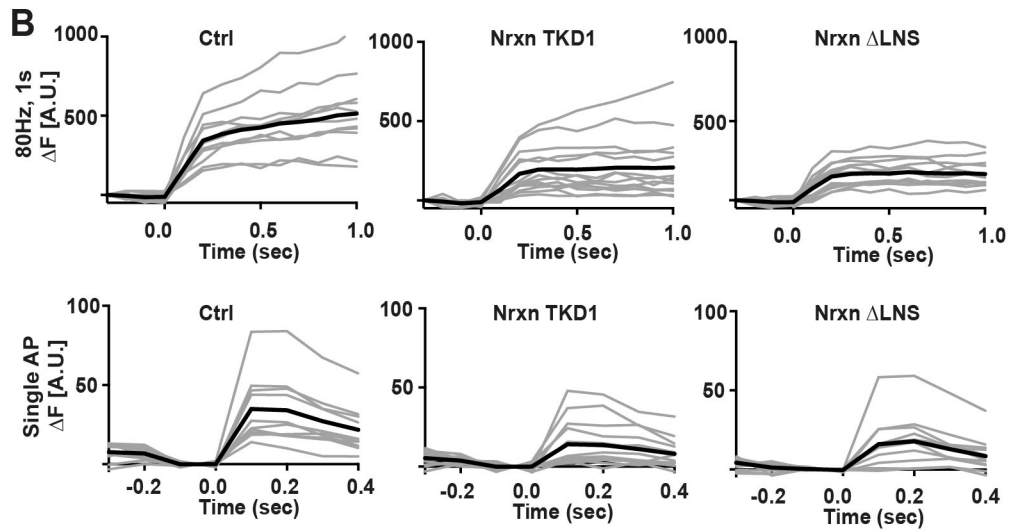 B
Ctrl
Nrxn TKD1
Nrxn ΔLNS
80Hz, 1s
ΔF [A.U.]
1000
500
1000
500
1000
500
0.0 0.5 1.0
0.0 0.5 1.0
0.0 0.5 1.0
Time (sec)
Time (sec)
Time (sec)
Ctrl
Nrxn TKD1
Nrxn ΔLNS
Single AP
ΔF [A.U.]
100
50
100
50
100
50
-0.2 0.0 0.2 0.4
-0.2 0.0 0.2 0.4
-0.2 0.0 0.2 0.4
Time (sec)
Time (sec)
Time (sec)